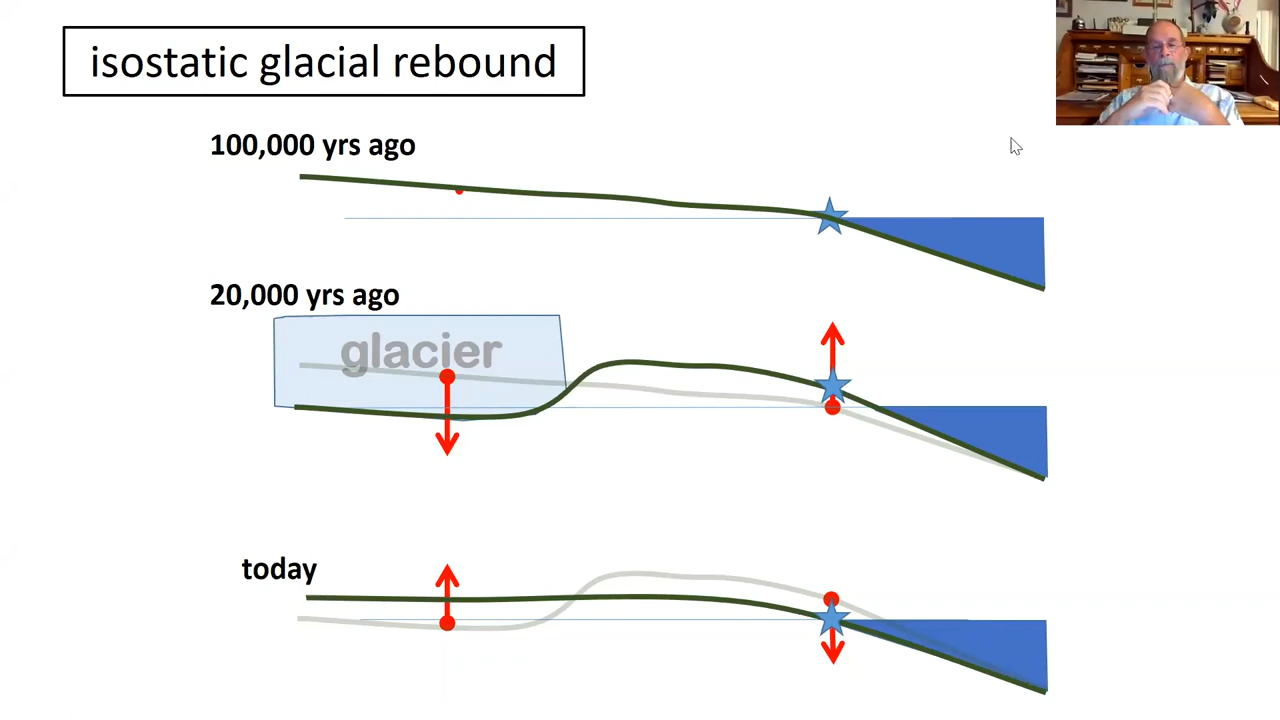 isostatic glacial rebound
100,000 yrs ago
20,000 yrs ago
glacier
today